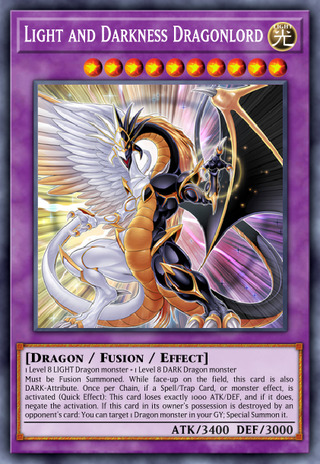 Light and Darkness Dragonlord
LIGHT
光
[Dragon / Fusion / Effect]
1 Level 8 LIGHT Dragon monster + 1 Level 8 DARK Dragon monster
Must be Fusion Summoned. While face-up on the field, this card is also
DARK-Attribute. Once per Chain, if a Spell/Trap Card, or monster effect, is
activated (Quick Effect): This card loses exactly 1000 ATK/DEF, and if it does,
negate the activation. If this card in its owner's possession is destroyed by an
opponent's card: You can target 1 Dragon monster in your GY; Special Summon it.
ATK/3400 DEF/3000